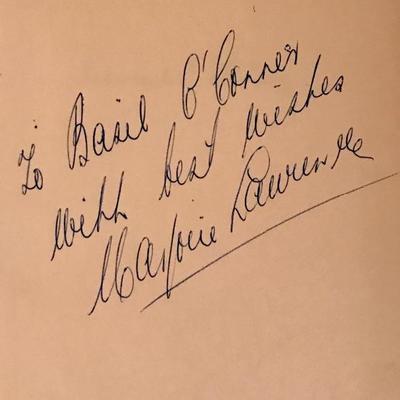 To Basil O'Connor
With best wishes
Marjorie Lawrence